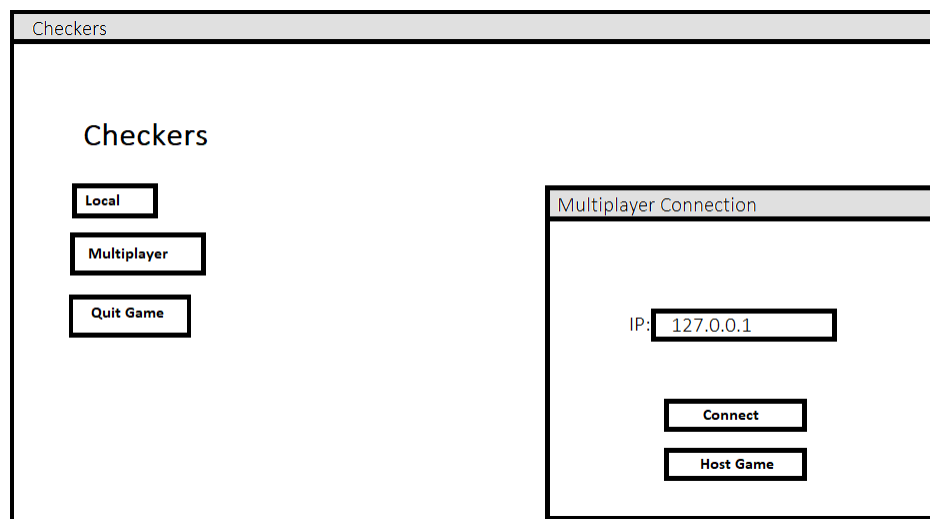 Checkers
Checkers
Local
Multiplayer
Quit Game
Multiplayer Connection
IP: 127.0.0.1
Connect
Host Game